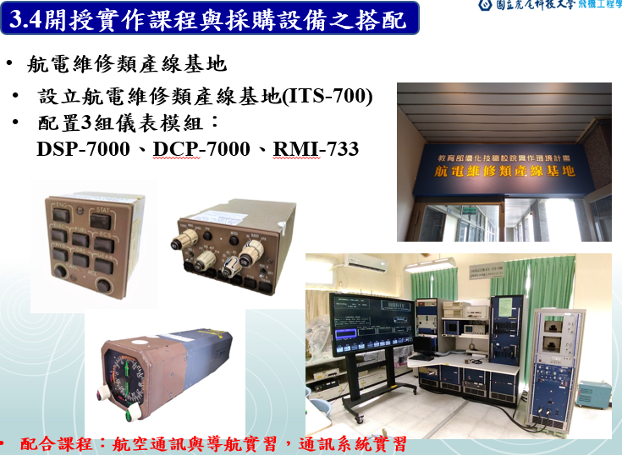 國立虎尾科技大學 飛機工程學
3.4開授實作課程與採購設備之搭配
• 航電維修類產線基地
• 設立航電維修類產線基地(ITS-700)
• 配置3組儀表模組：
DSP-7000、DCP-7000、RMI-733
教育部優化技職校院實作環境計畫
航電維修類產線基地
• 配合課程：航空通訊與導航實習，通訊系統實習